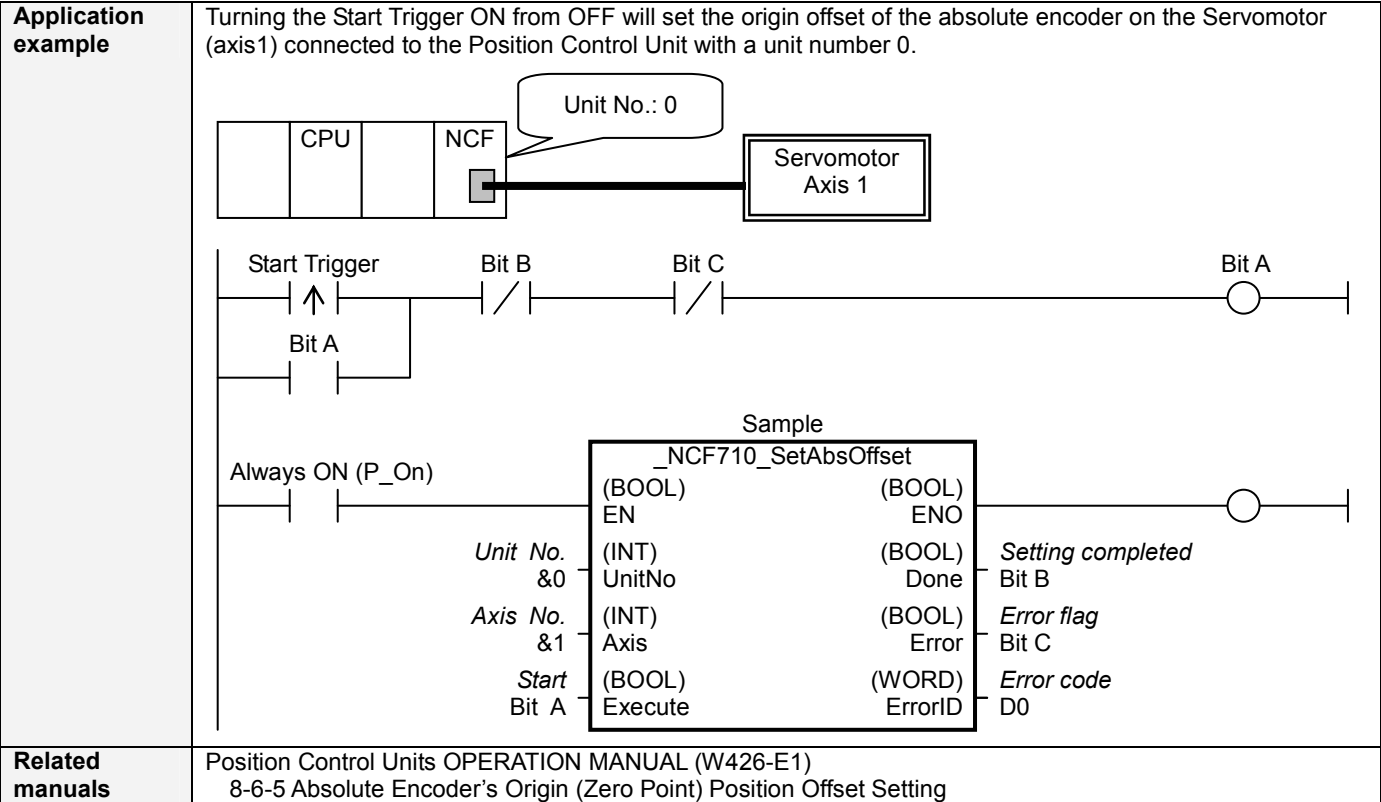 Application
example
Turning the Start Trigger ON from OFF will set the origin offset of the absolute encoder on the Servomotor
(axis1) connected to the Position Control Unit with a unit number 0.
Unit No.: 0
CPU
NCF
Servomotor
Axis 1
Start Trigger
Bit B
Bit C
Bit A
Bit A
Sample
_NCF710_SetAbsOffset
Always ON (P_On)
(BOOL)
EN
(BOOL)
ENO
Unit No.
&0
(INT)
UnitNo
(BOOL)
Done
Setting completed
Bit B
Axis No.
&1
(INT)
Axis
(BOOL)
Error
Error flag
Bit C
Start
Bit A
(BOOL)
Execute
(WORD)
ErrorID
Error code
D0
Related
manuals
Position Control Units OPERATION MANUAL (W426-E1)
8-6-5 Absolute Encoder's Origin (Zero Point) Position Offset Setting